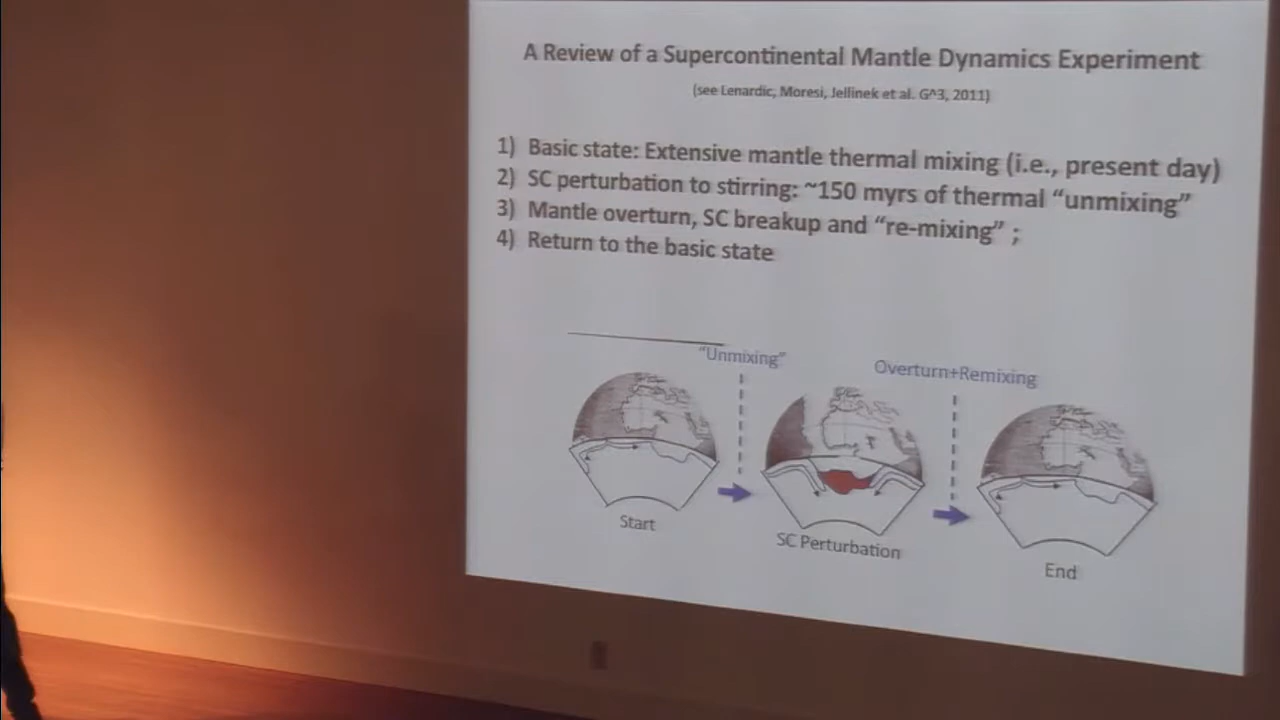 A Review of a Supercontinental Mantle Dynamics Experiment
(see Lenardic, Moresi, Jellinek et al. G^3, 2011)
1) Basic state: Extensive mantle thermal mixing (i.e., present day)
2) SC perturbation to stirring: ~150 myrs of thermal “unmixing”
3) Mantle overturn, SC breakup and “re-mixing” ;
4) Return to the basic state
“Unmixing”
Overturn+Remixing
Start
SC Perturbation
End